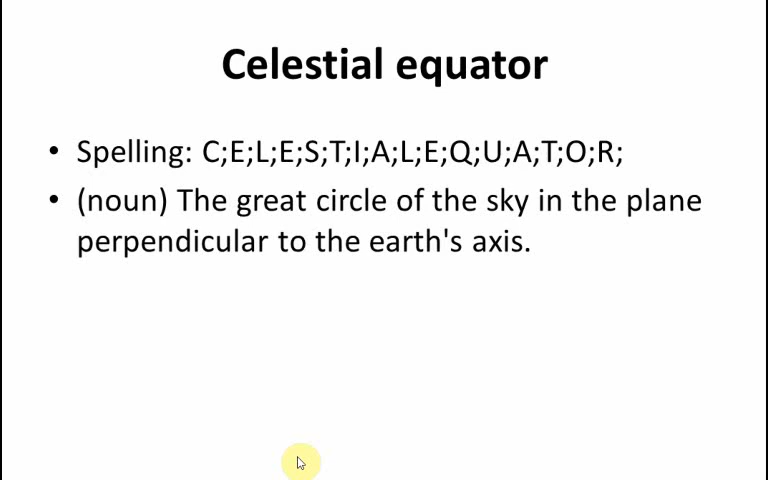 Celestial equator
• Spelling: C;E;L;E;S;T;I;A;L;E;Q;U;A;T;O;R;
• (noun) The great circle of the sky in the plane
perpendicular to the earth's axis.